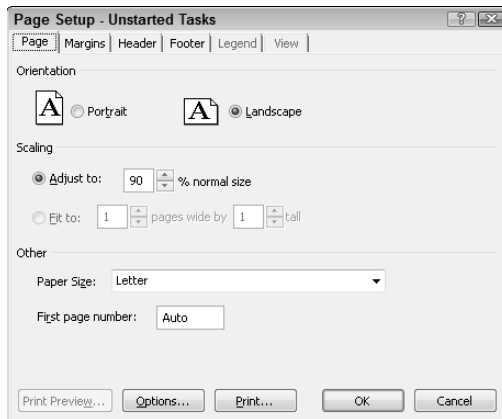 Page Setup - Unstarted Tasks
Page Margins Header Footer Legend View
Orientation
A Portrait A Landscape
Scaling
Adjust to: 90 % normal size
Fit to: 1 pages wide by 1 tall
Other
Paper Size: Letter
First page number: Auto
Print Preview... Options... Print... OK Cancel